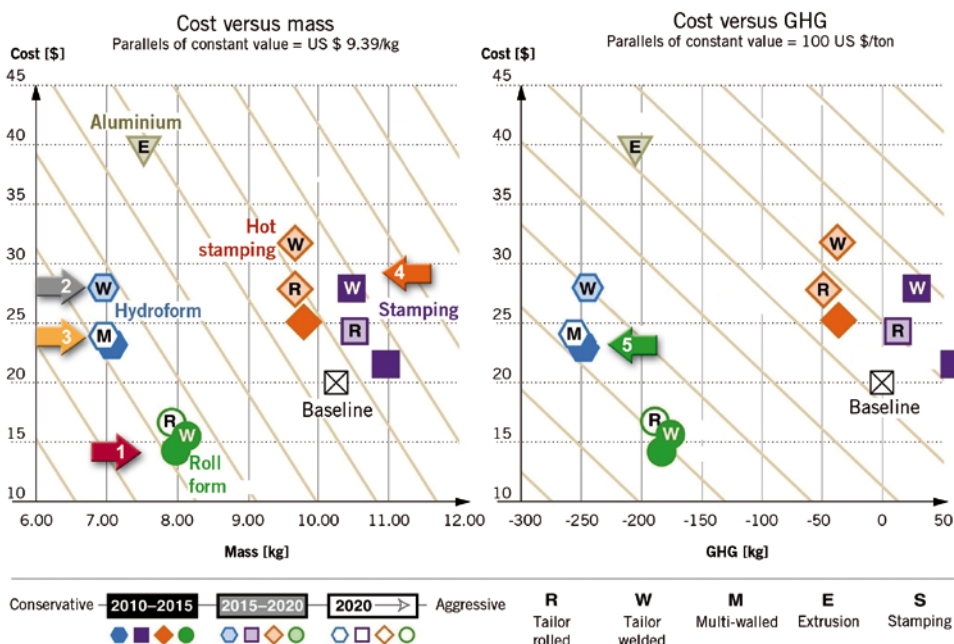 Cost versus mass
Parallels of constant value = US $ 9.39/kg
Cost [$]
45
40
35
30
25
20
15
10
Aluminium
E
Hot
stamping
W
4
2
W
R
W
Hydroform
Stamping
3
M
R
Baseline
R
W
1
Roll
form
6.00 7.00 8.00 9.00 10.00 11.00 12.00
Mass [kg]
Cost versus GHG
Parallels of constant value = 100 US $/ton
Cost [$]
45
40
35
30
25
20
15
10
E
W
W
R
W
M
5
R
Baseline
R
W
-300 -250 -200 -150 -100 -50 0 50
GHG [kg]
Conservative 2010–2015 2015–2020 2020 Aggressive
R W M E S
Tailor
rolled
Tailor
welded
Multi-walled
Extrusion
Stamping